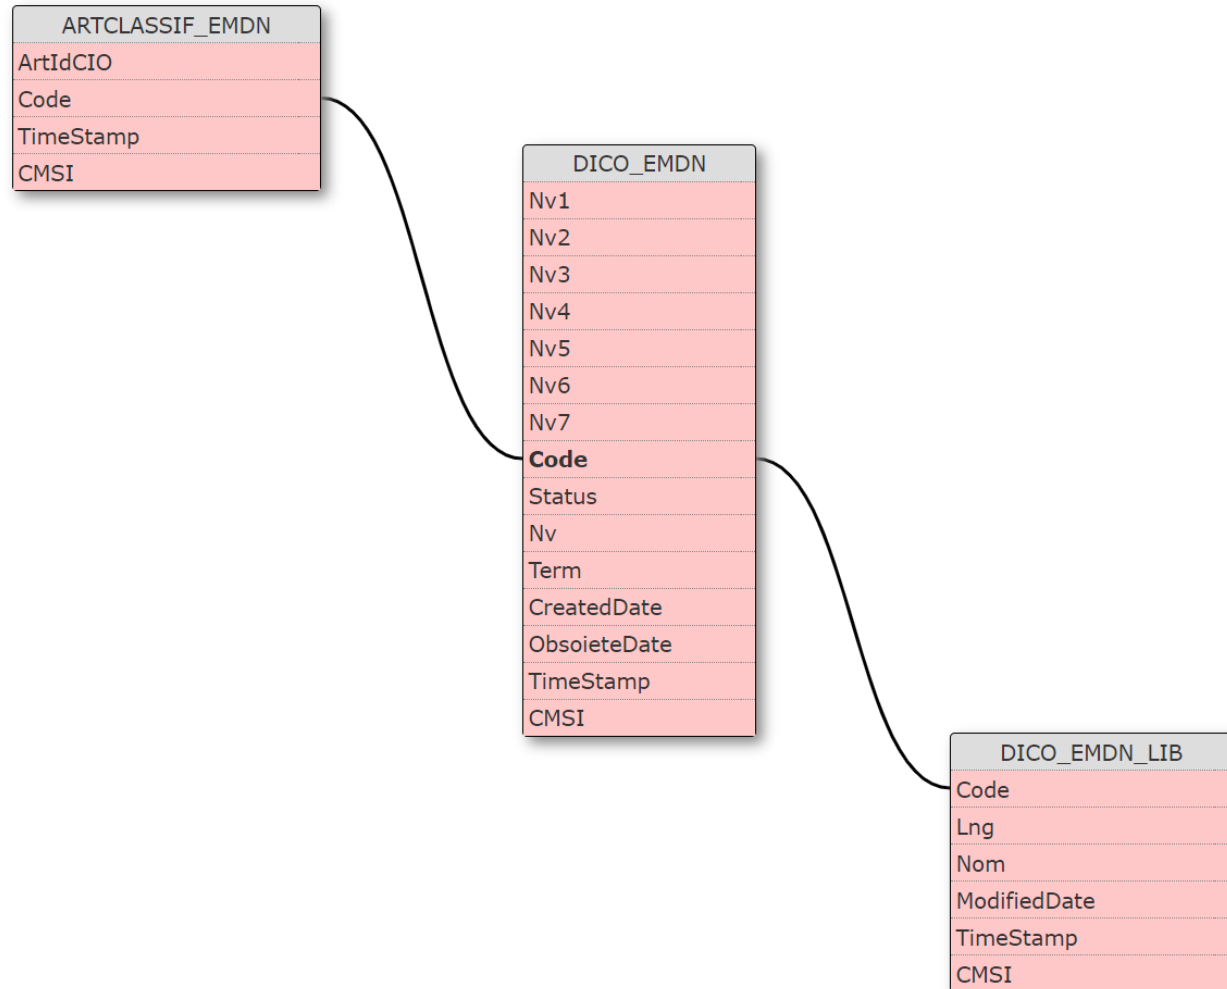 ARTCLASSIF_EMDN
ArtIdCIO
Code
TimeStamp
CMSI
DICO_EMDN
Nv1
Nv2
Nv3
Nv4
Nv5
Nv6
Nv7
Code
Status
Nv
Term
CreatedDate
ObsoieteDate
TimeStamp
CMSI
DICO_EMDN_LIB
Code
Lng
Nom
ModifiedDate
TimeStamp
CMSI